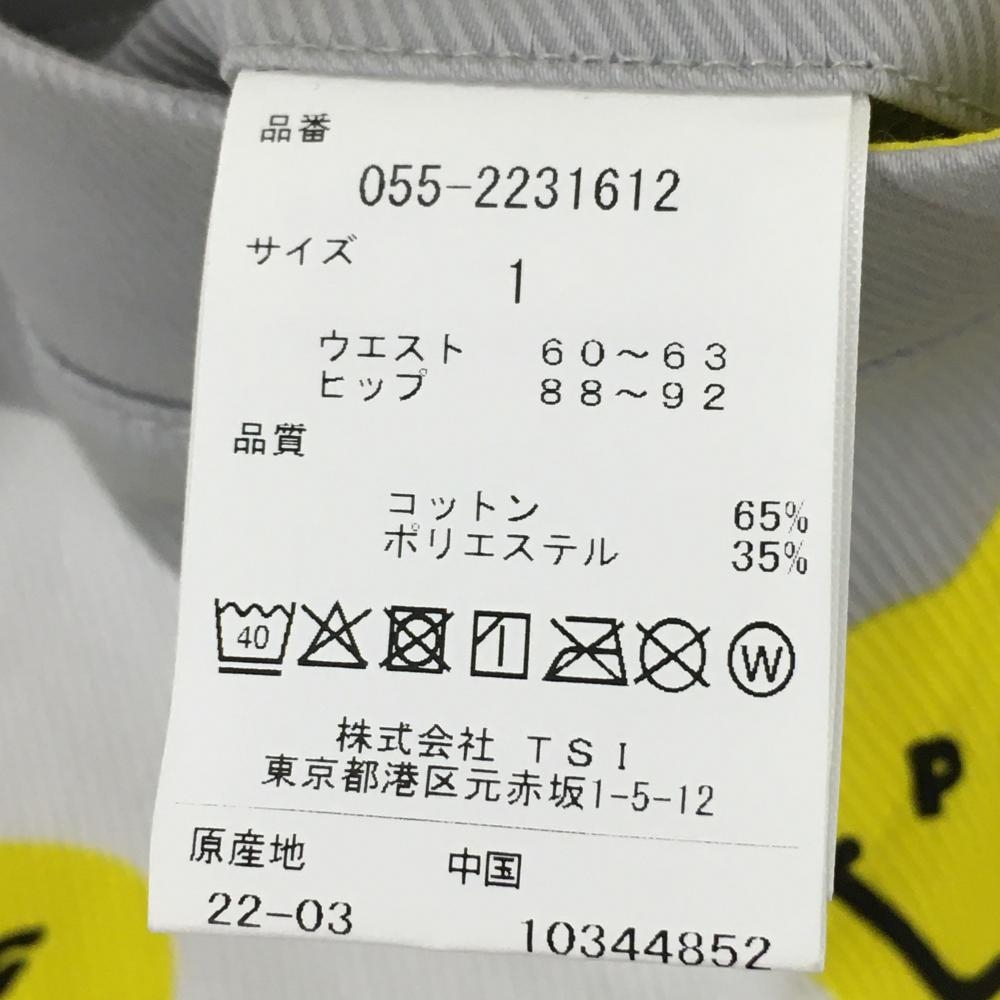 品番
055-2231612
サイズ
1
ウエスト 60〜63
ヒップ 88〜92
品質
コットン 65%
ポリエステル 35%
40
W
株式会社 TSI
東京都港区元赤坂1-5-12
原産地 中国
22-03 10344852
P